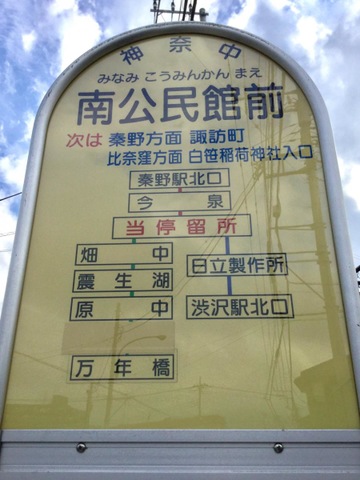 神奈中
みなみ こうみんかん まえ
南公民館前
次は 秦野方面 諏訪町
比奈窪方面 白笹稲荷神社入口
秦野駅北口
今泉
当停留所
畑中
日立製作所
震生湖
原中
渋沢駅北口
万年橋